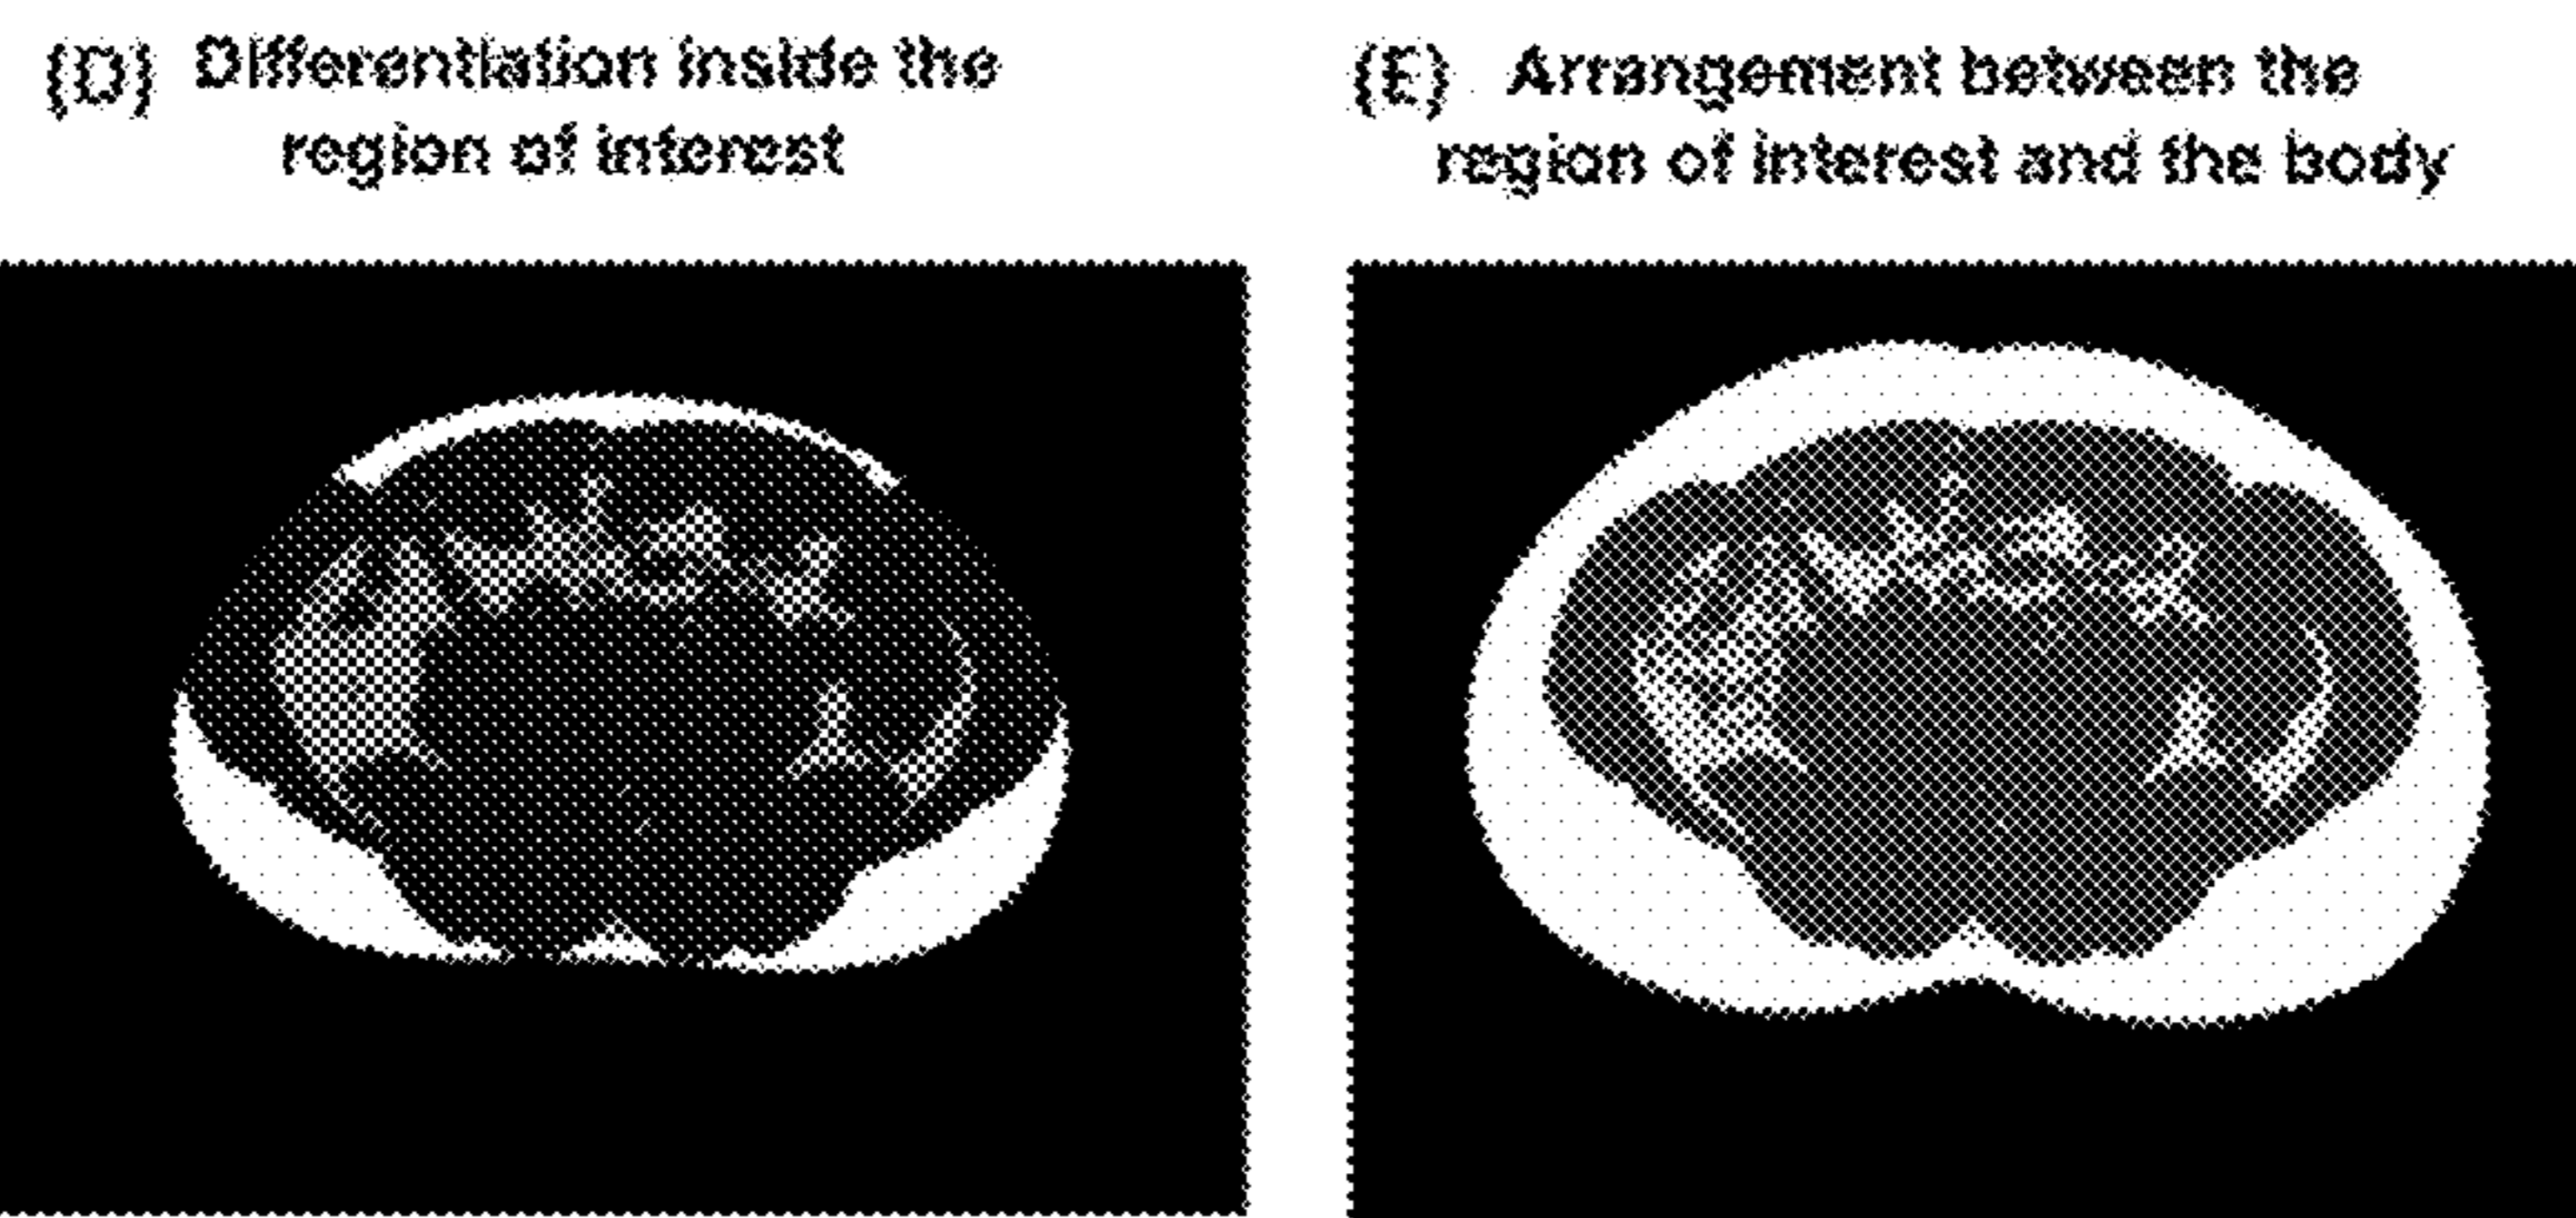 (D) Differentiation inside the
region of interest
(E) Arrangement between the
region of interest and the body